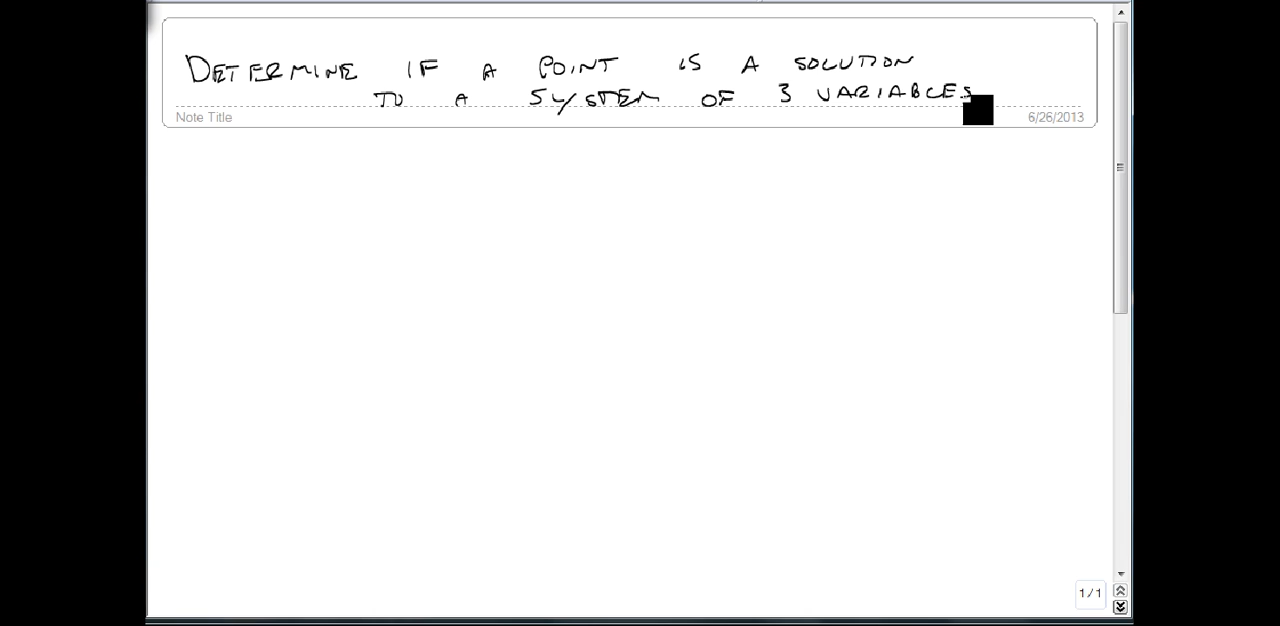 DETERMINE IF A POINT IS A SOLUTION
TO A SYSTEM OF 3 VARIABLES
Note Title
6/26/2013
1/1